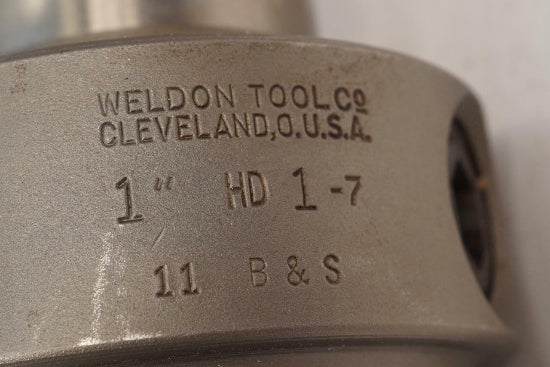 WELDON TOOL Co
CLEVELAND, O. U.S.A.
1" HD 1-7
11 B & S